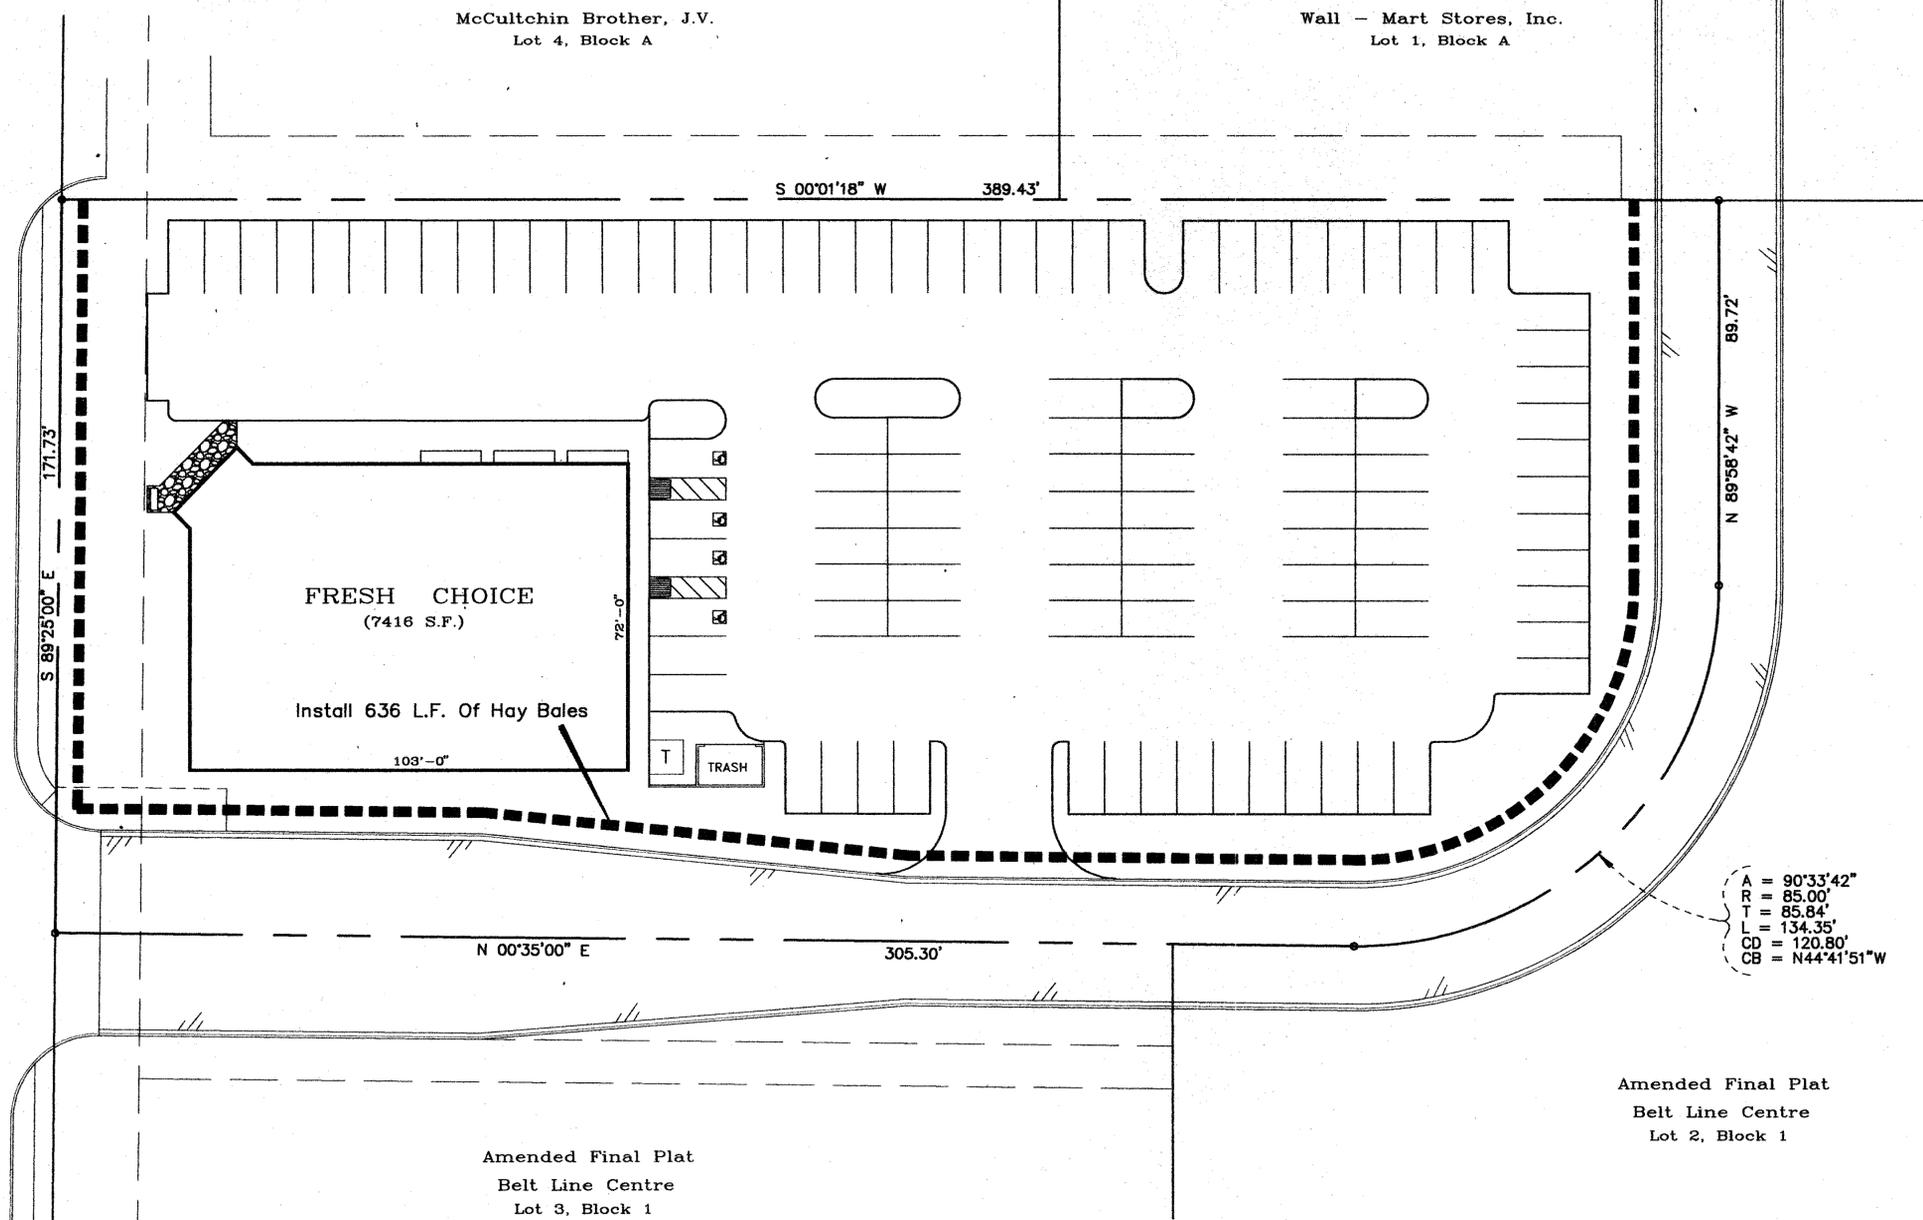 McCultchin Brother, J.V.
Lot 4, Block A
Wall – Mart Stores, Inc.
Lot 1, Block A
S 00°01'18" W 389.43'
N 89°58'42" W 89.72'
S 89°25'00" E 171.73'
FRESH CHOICE
(7416 S.F.)
72'-0"
Install 636 L.F. Of Hay Bales
103'-0"
T
TRASH
A = 90°33'42"
R = 85.00'
T = 85.84'
L = 134.35'
CD = 120.80'
CB = N44°41'51"W
N 00°35'00" E 305.30'
Amended Final Plat
Belt Line Centre
Lot 2, Block 1
Amended Final Plat
Belt Line Centre
Lot 3, Block 1